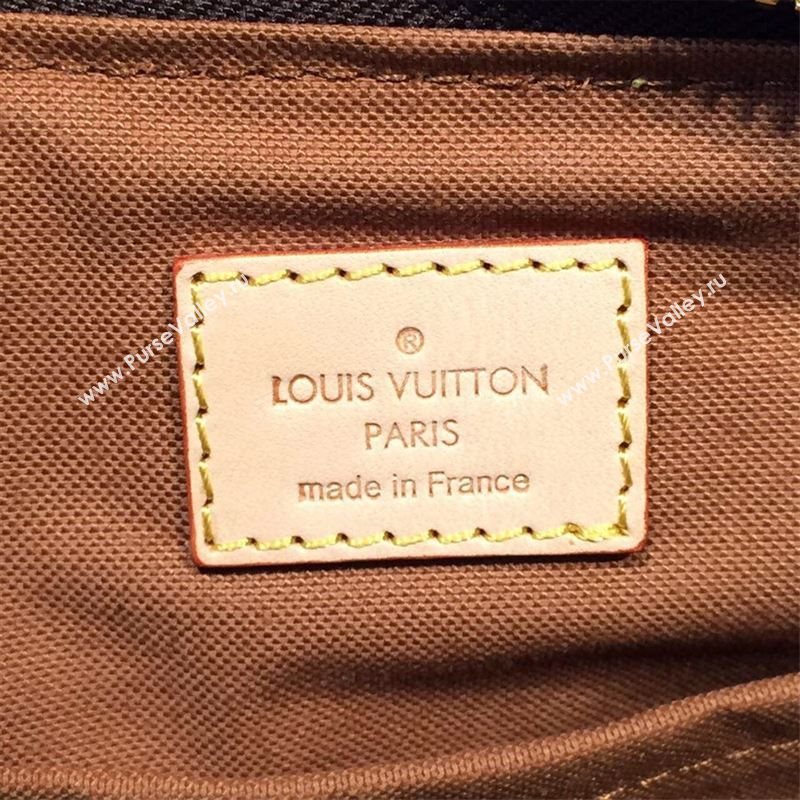 ®
LOUIS VUITTON
PARIS
made in France
www.PurseValley.ru
www.PurseValley.ru